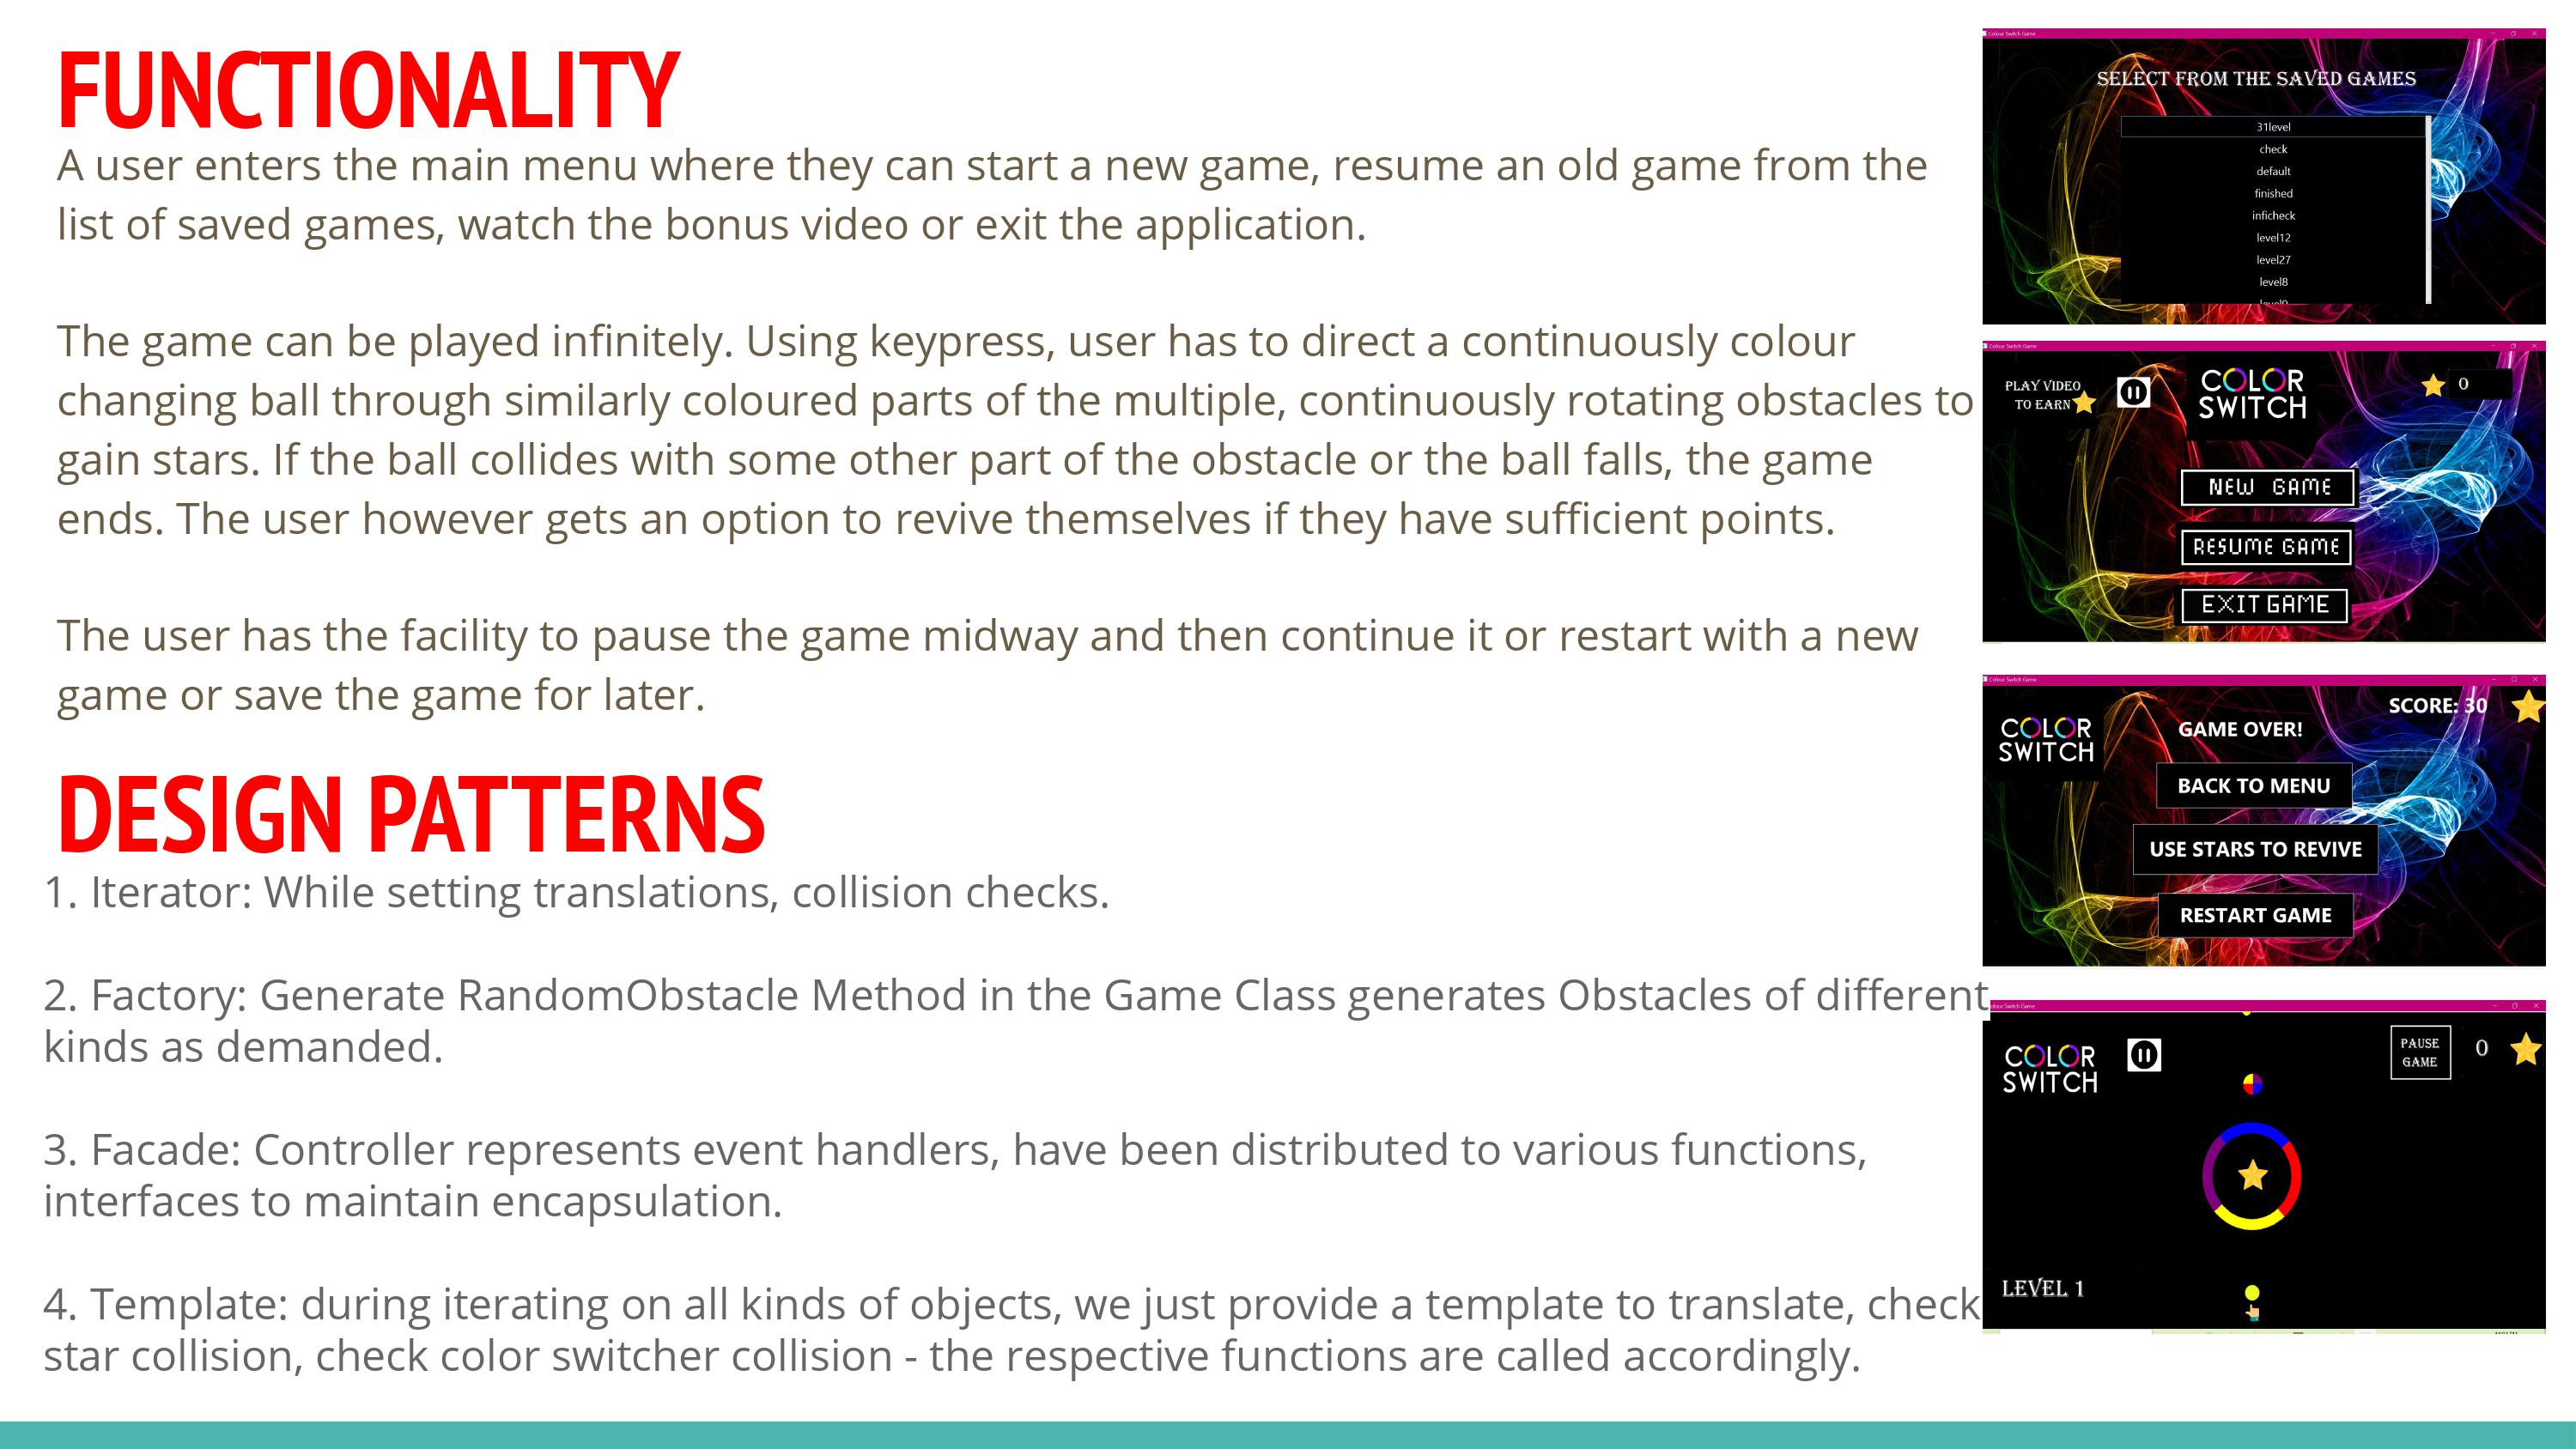 FUNCTIONALITY
A user enters the main menu where they can start a new game, resume an old game from the
list of saved games, watch the bonus video or exit the application.
The game can be played infinitely. Using keypress, user has to direct a continuously colour
changing ball through similarly coloured parts of the multiple, continuously rotating obstacles to
gain stars. If the ball collides with some other part of the obstacle or the ball falls, the game
ends. The user however gets an option to revive themselves if they have sufficient points.
The user has the facility to pause the game midway and then continue it or restart with a new
game or save the game for later.
DESIGN PATTERNS
1. Iterator: While setting translations, collision checks.
2. Factory: Generate RandomObstacle Method in the Game Class generates Obstacles of different
kinds as demanded.
3. Facade: Controller represents event handlers, have been distributed to various functions,
interfaces to maintain encapsulation.
4. Template: during iterating on all kinds of objects, we just provide a template to translate, check
star collision, check color switcher collision - the respective functions are called accordingly.
Colour Switch Game
SELECT FROM THE SAVED GAMES
31level
check
default
finished
inficheck
level12
level27
level8
Colour Switch Game
PLAY VIDEO
TO EARN
COLOR
SWITCH
0
NEW GAME
RESUME GAME
EXIT GAME
Colour Switch Game
COLOR
SWITCH
SCORE: 30
GAME OVER!
BACK TO MENU
USE STARS TO REVIVE
RESTART GAME
Switch Game
COLOR
SWITCH
PAUSE
GAME
0
LEVEL 1